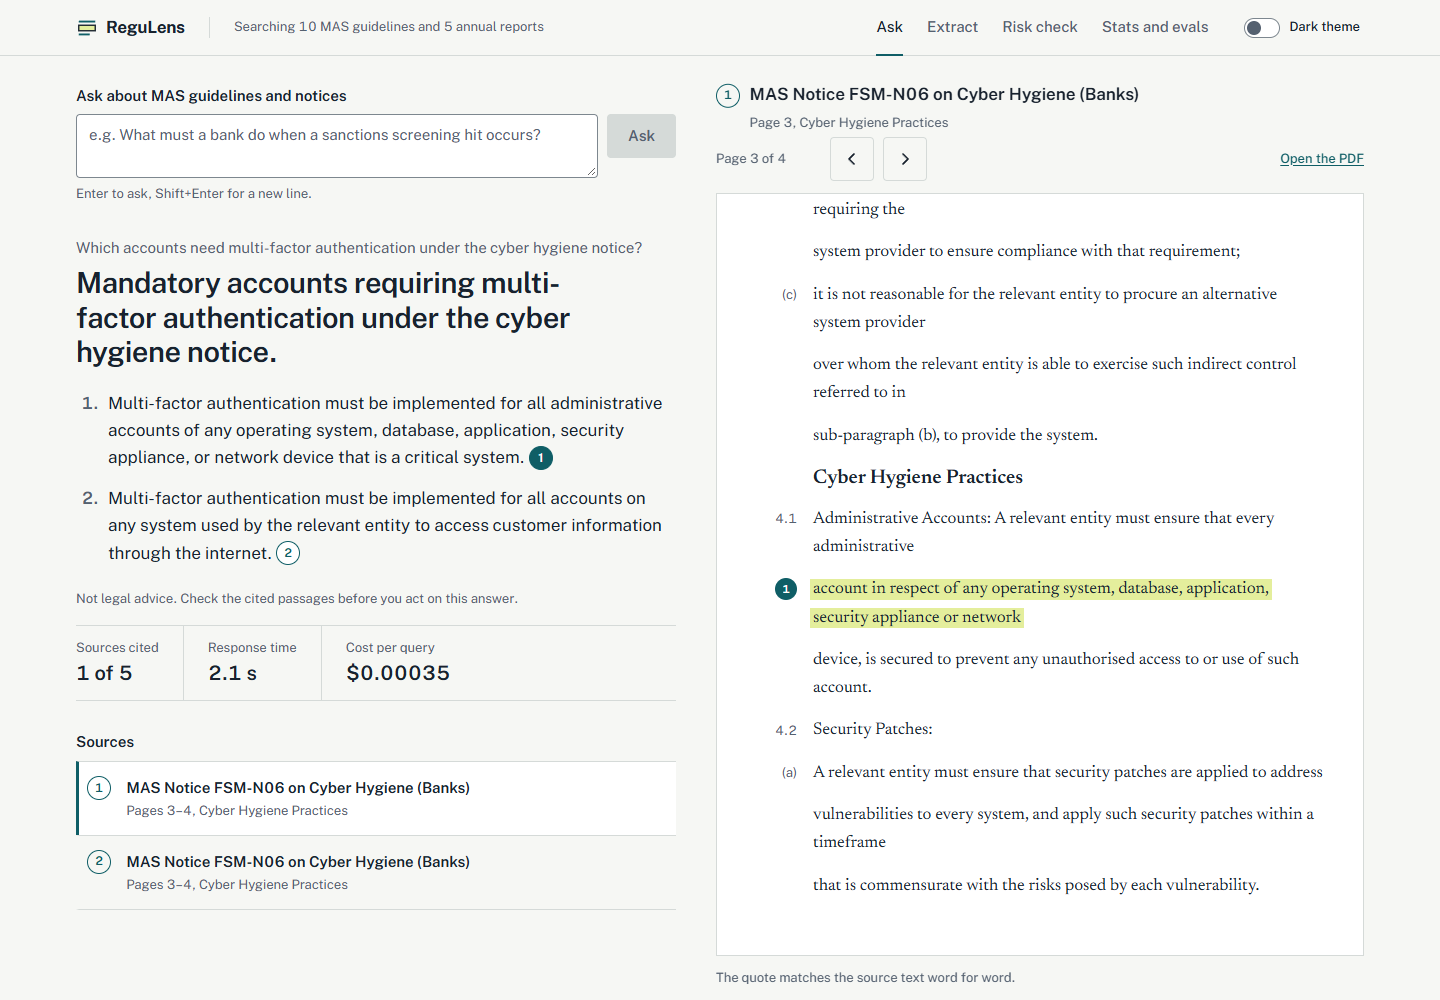 ReguLens
Searching 10 MAS guidelines and 5 annual reports
Ask
Extract
Risk check
Stats and evals
Dark theme
Ask about MAS guidelines and notices
e.g. What must a bank do when a sanctions screening hit occurs?
Ask
Enter to ask, Shift+Enter for a new line.
Which accounts need multi-factor authentication under the cyber hygiene notice?
Mandatory accounts requiring multi-
factor authentication under the cyber
hygiene notice.
1. Multi-factor authentication must be implemented for all administrative
accounts of any operating system, database, application, security
appliance, or network device that is a critical system. 1
2. Multi-factor authentication must be implemented for all accounts on
any system used by the relevant entity to access customer information
through the internet. 2
Not legal advice. Check the cited passages before you act on this answer.
Sources cited
1 of 5
Response time
2.1 s
Cost per query
$0.00035
Sources
1 MAS Notice FSM-N06 on Cyber Hygiene (Banks)
Pages 3–4, Cyber Hygiene Practices
2 MAS Notice FSM-N06 on Cyber Hygiene (Banks)
Pages 3–4, Cyber Hygiene Practices
1 MAS Notice FSM-N06 on Cyber Hygiene (Banks)
Page 3, Cyber Hygiene Practices
Page 3 of 4
Open the PDF
requiring the
system provider to ensure compliance with that requirement;
(c) it is not reasonable for the relevant entity to procure an alternative
system provider
over whom the relevant entity is able to exercise such indirect control
referred to in
sub-paragraph (b), to provide the system.
Cyber Hygiene Practices
4.1 Administrative Accounts: A relevant entity must ensure that every
administrative
1 account in respect of any operating system, database, application,
security appliance or network
device, is secured to prevent any unauthorised access to or use of such
account.
4.2 Security Patches:
(a) A relevant entity must ensure that security patches are applied to address
vulnerabilities to every system, and apply such security patches within a
timeframe
that is commensurate with the risks posed by each vulnerability.
The quote matches the source text word for word.